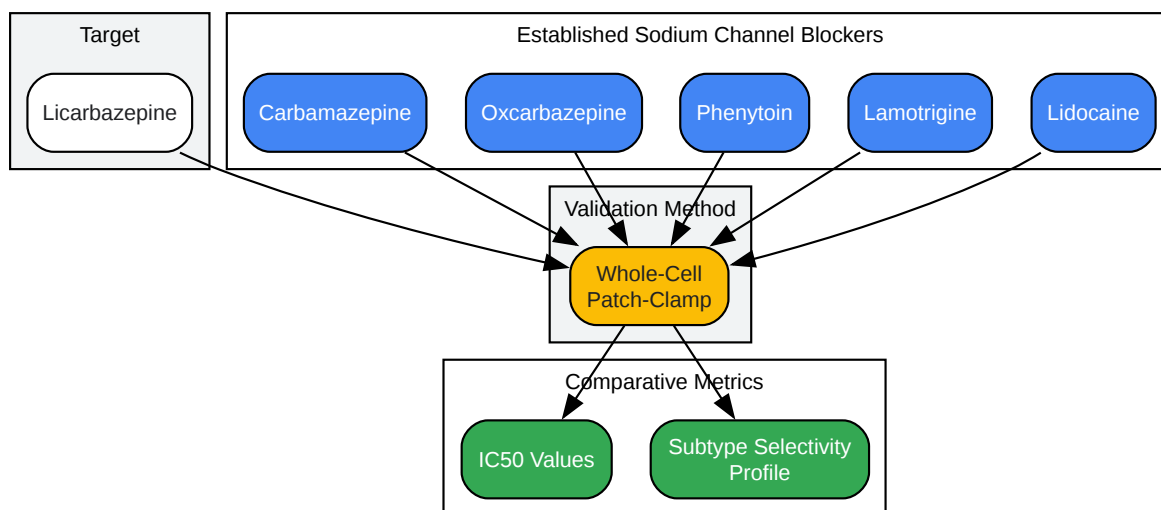 Target
Established Sodium Channel Blockers
Licarbazepine
Carbamazepine
Oxcarbazepine
Phenytoin
Lamotrigine
Lidocaine
Validation Method
Whole-Cell
Patch-Clamp
Comparative Metrics
IC50 Values
Subtype Selectivity
Profile